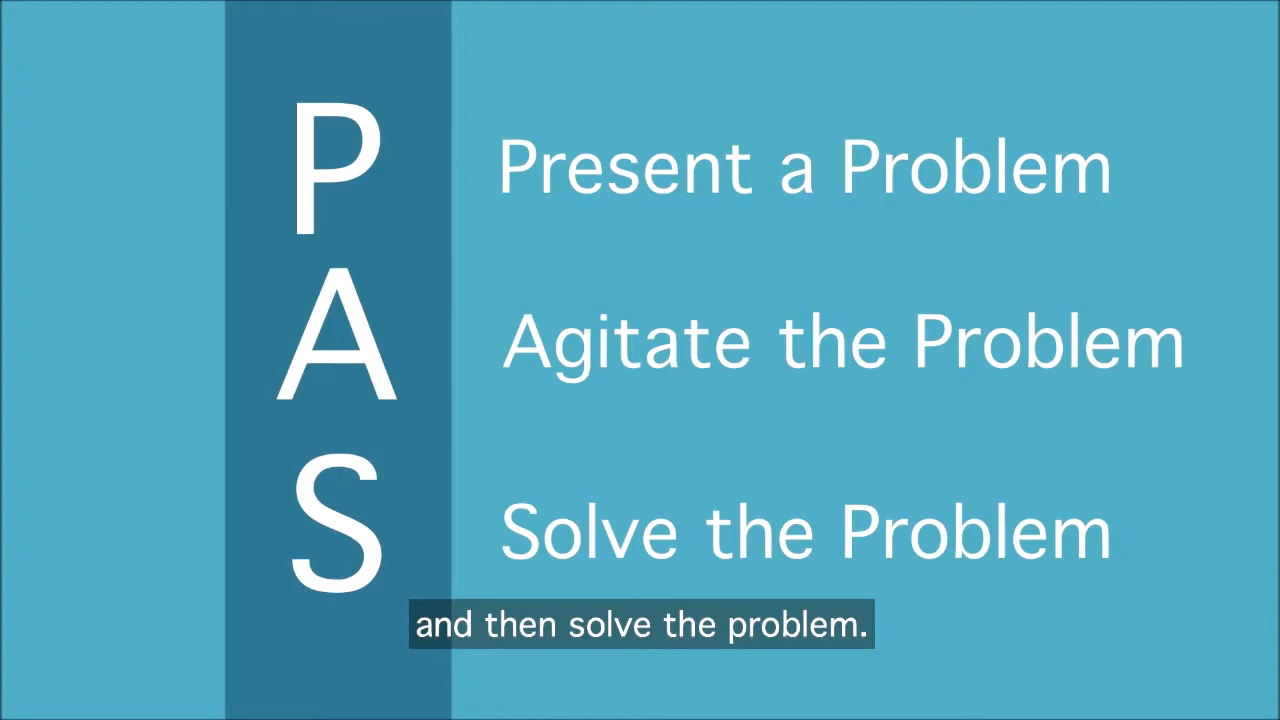 P Present a Problem
A Agitate the Problem
S Solve the Problem
and then solve the problem.